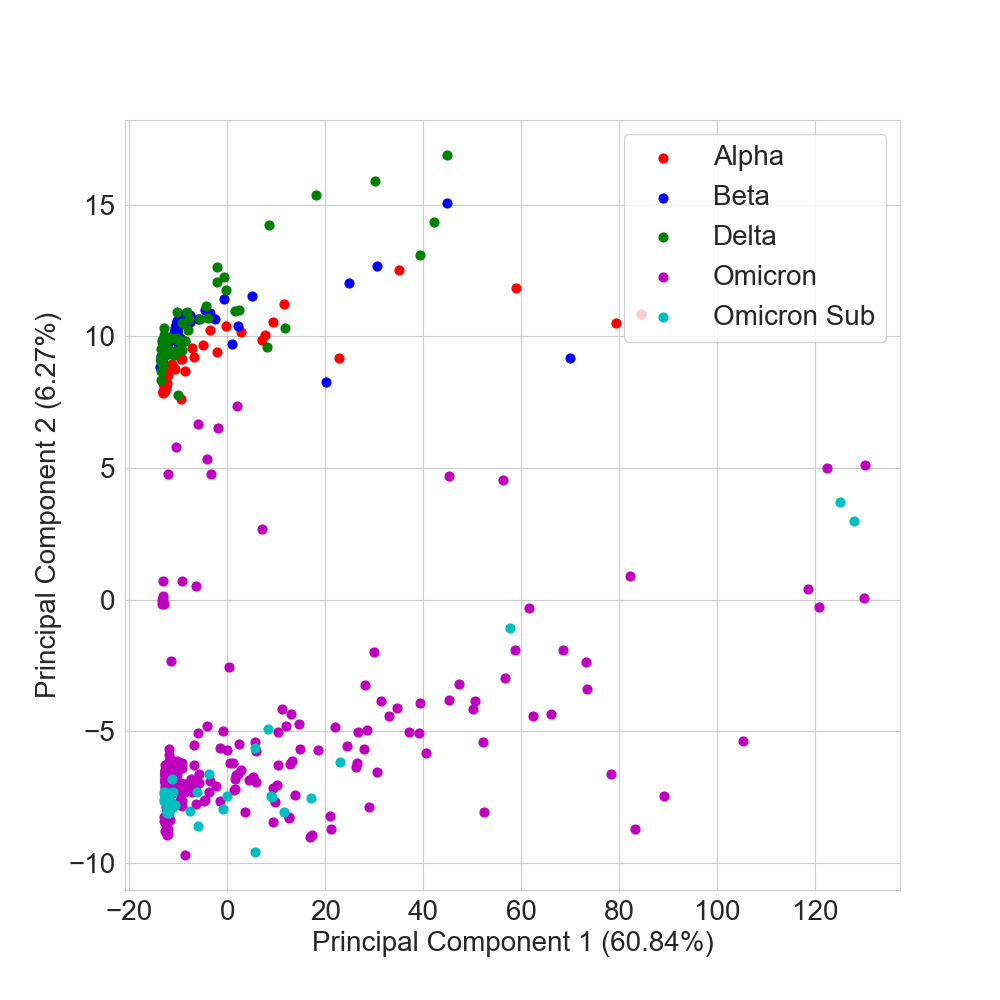 Alpha
Beta
Delta
Omicron
Omicron Sub
15
10
5
0
−5
−10
Principal Component 2 (6.27%)
−20
0
20
40
60
80
100
120
Principal Component 1 (60.84%)